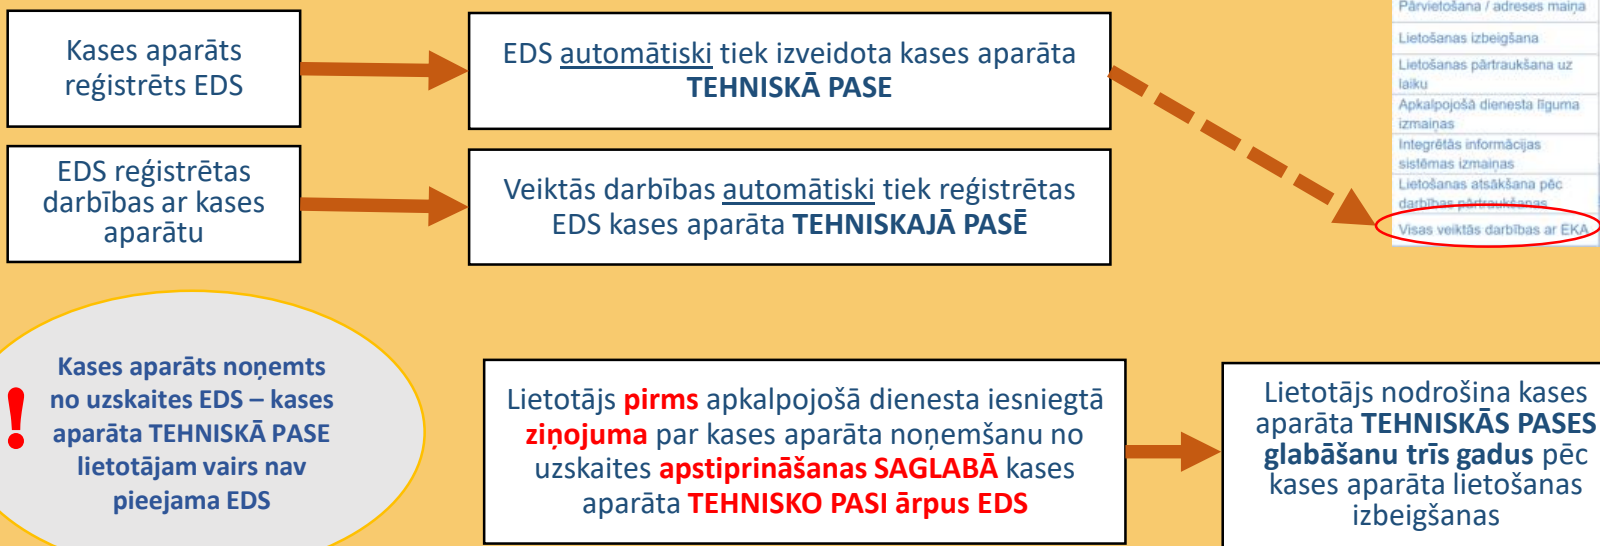 Kases aparāts
reģistrēts EDS
EDS automātiski tiek izveidota kases aparāta
TEHNISKĀ PASE
EDS reģistrētas
darbības ar kases
aparātu
Veiktās darbības automātiski tiek reģistrētas
EDS kases aparāta TEHNISKAJĀ PASĒ
Pārvietošana / adreses maiņa
Lietošanas izbeigšana
Lietošanas pārtraukšana uz
laiku
Apkalpojošā dienesta līguma
izmaiņas
Integrētās informācijas
sistēmas izmaiņas
Lietošanas atsākšana pēc
darbības pārtraukšanas
Visas veiktās darbības ar EKA
!
Kases aparāts noņemts
no uzskaites EDS – kases
aparāta TEHNISKĀ PASE
lietotājam vairs nav
pieejama EDS
Lietotājs pirms apkalpojošā dienesta iesniegtā
ziņojuma par kases aparāta noņemšanu no
uzskaites apstiprināšanas SAGLABĀ kases
aparāta TEHNISKO PASI ārpus EDS
Lietotājs nodrošina kases
aparāta TEHNISKĀS PASES
glabāšanu trīs gadus pēc
kases aparāta lietošanas
izbeigšanas